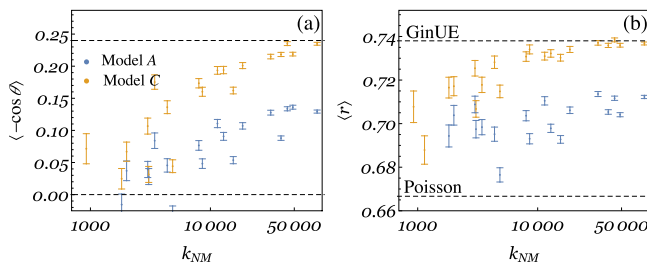 (a)
0.25
0.20
0.15
0.10
0.05
0.00
⟨-cos θ⟩
Model A
Model C
1000
10 000
50 000
k_NM
(b)
GinUE
0.74
0.72
0.70
0.68
0.66
⟨r⟩
Poisson
1000
10 000
50 000
k_NM